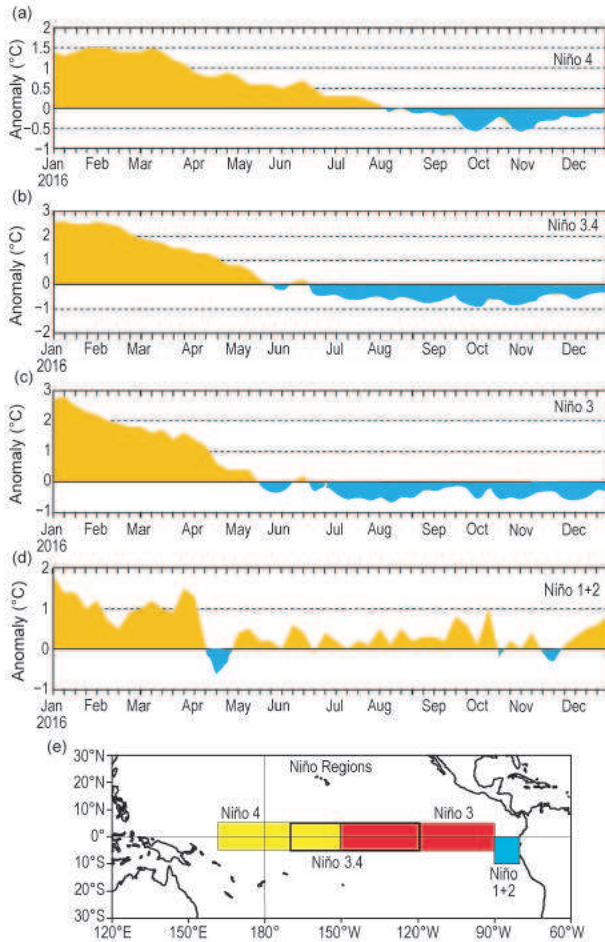 (a)
Anomaly (°C)
2
1.5
1
0.5
0
−0.5
−1
Niño 4
Jan Feb Mar Apr May Jun Jul Aug Sep Oct Nov Dec
2016
(b)
Anomaly (°C)
3
2
1
0
−1
−2
Niño 3.4
Jan Feb Mar Apr May Jun Jul Aug Sep Oct Nov Dec
2016
(c)
Anomaly (°C)
3
2
1
0
−1
Niño 3
Jan Feb Mar Apr May Jun Jul Aug Sep Oct Nov Dec
2016
(d)
Anomaly (°C)
2
1
0
−1
Niño 1+2
Jan Feb Mar Apr May Jun Jul Aug Sep Oct Nov Dec
2016
(e)
30°N
20°N
10°N
0°
10°S
20°S
30°S
Niño Regions
Niño 4
Niño 3
Niño 3.4
Niño
1+2
120°E 150°E 180° 150°W 120°W 90°W 60°W